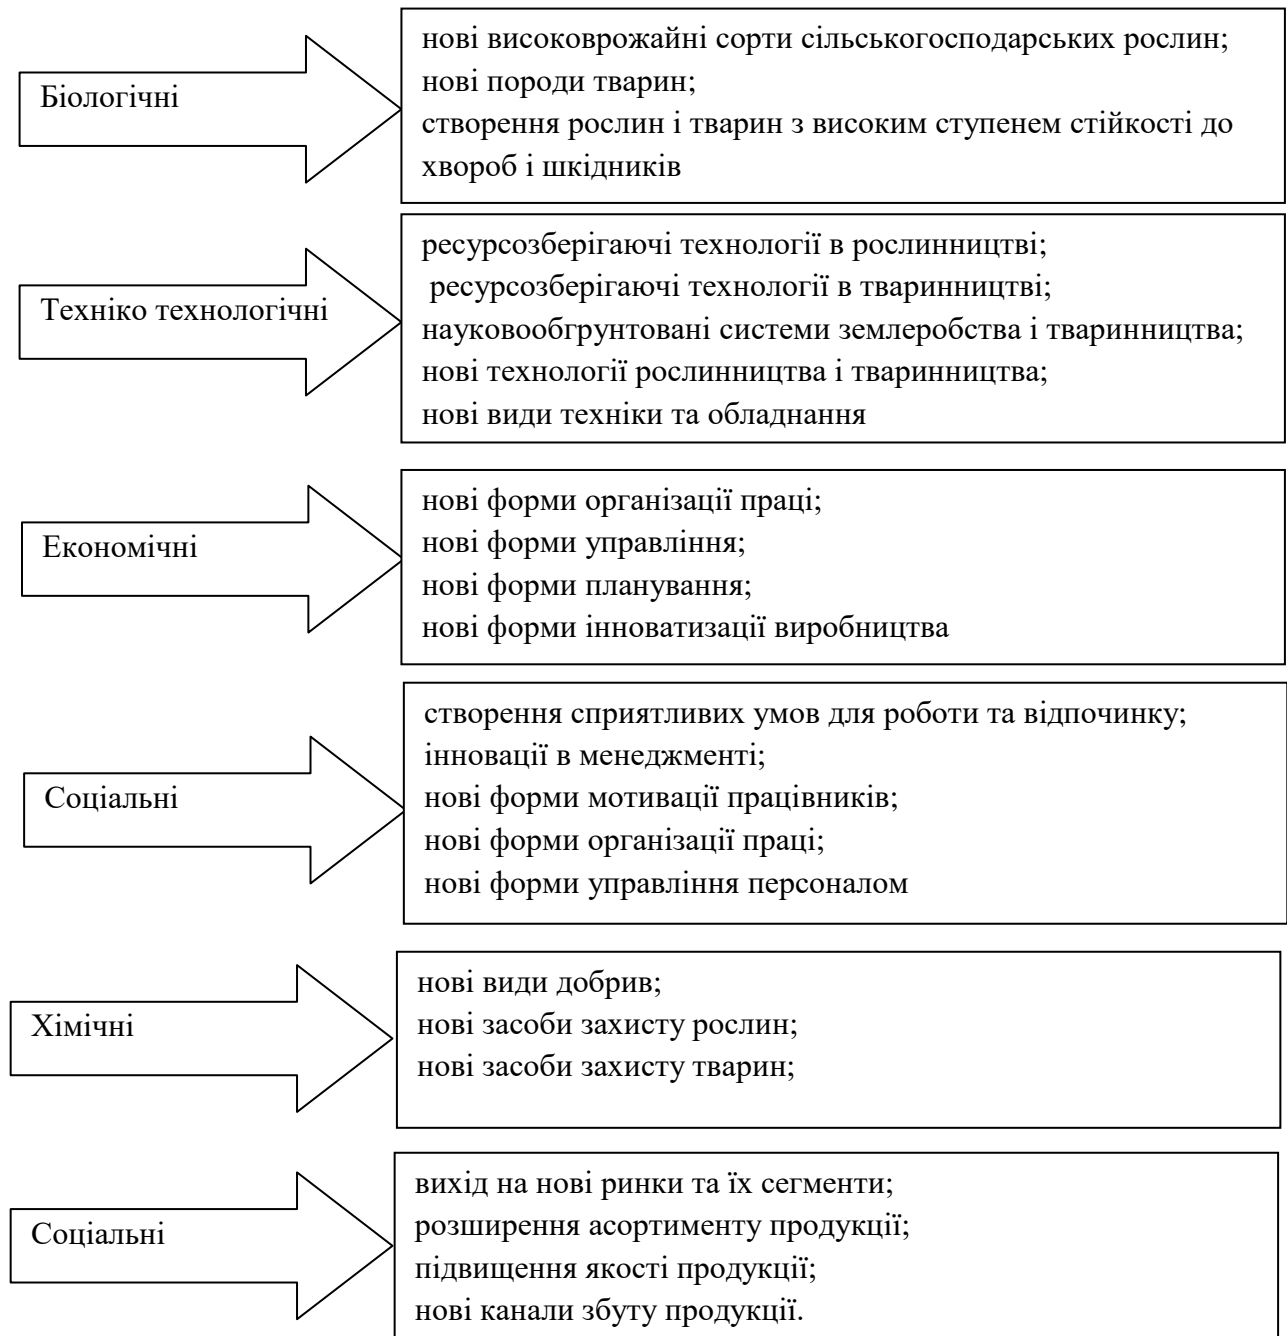 Біологічні
нові високоврожайні сорти сільськогосподарських рослин;
нові породи тварин;
створення рослин і тварин з високим ступенем стійкості до
хвороб і шкідників
Техніко технологічні
ресурсозберігаючі технології в рослинництві;
ресурсозберігаючі технології в тваринництві;
науковообгрунтовані системи землеробства і тваринництва;
нові технології рослинництва і тваринництва;
нові види техніки та обладнання
Економічні
нові форми організації праці;
нові форми управління;
нові форми планування;
нові форми інноватизації виробництва
Соціальні
створення сприятливих умов для роботи та відпочинку;
інновації в менеджменті;
нові форми мотивації працівників;
нові форми організації праці;
нові форми управління персоналом
Хімічні
нові види добрив;
нові засоби захисту рослин;
нові засоби захисту тварин;
Соціальні
вихід на нові ринки та їх сегменти;
розширення асортименту продукції;
підвищення якості продукції;
нові канали збуту продукції.